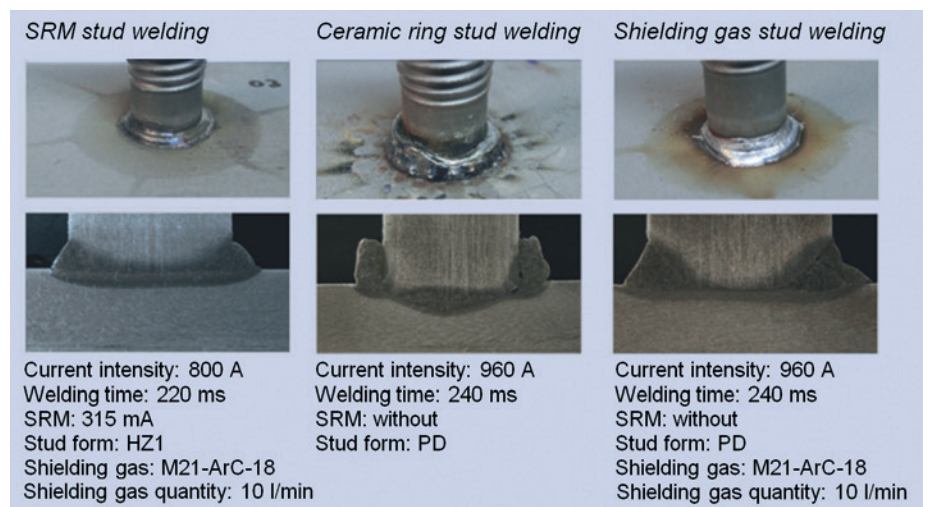 SRM stud welding
Ceramic ring stud welding
Shielding gas stud welding
03
Current intensity: 800 A
Welding time: 220 ms
SRM: 315 mA
Stud form: HZ1
Shielding gas: M21-ArC-18
Shielding gas quantity: 10 l/min
Current intensity: 960 A
Welding time: 240 ms
SRM: without
Stud form: PD
Current intensity: 960 A
Welding time: 240 ms
SRM: without
Stud form: PD
Shielding gas: M21-ArC-18
Shielding gas quantity: 10 l/min